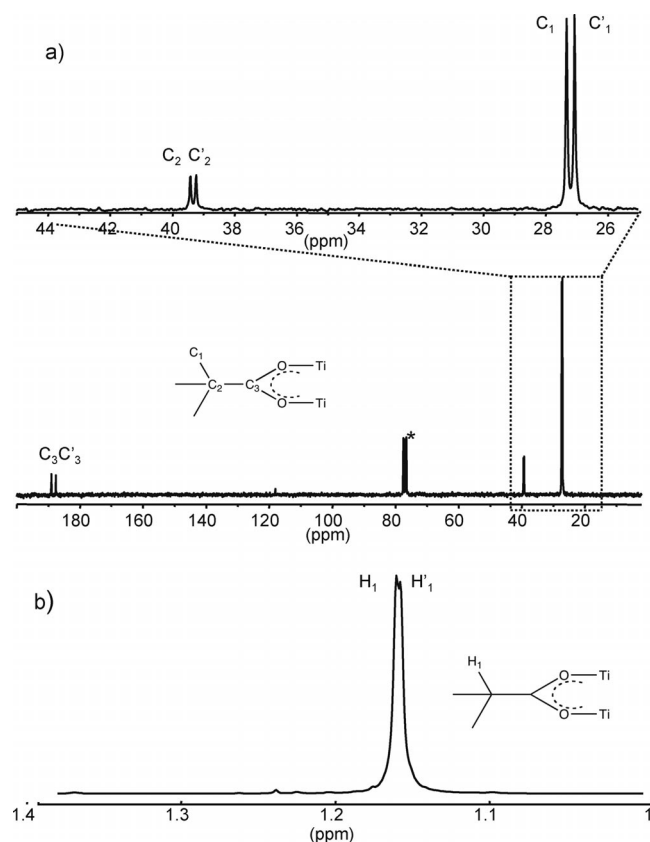 C1 C'1
a)
C2 C'2
44 42 40 38 36 34 32 30 28 26
(ppm)
C1
O Ti
C2 C3
O Ti
C3C'3
*
180 160 140 120 100 80 60 40 20
(ppm)
b)
H1 H'1
H1
O Ti
O Ti
1.4 1.3 1.2 1.1 1
(ppm)